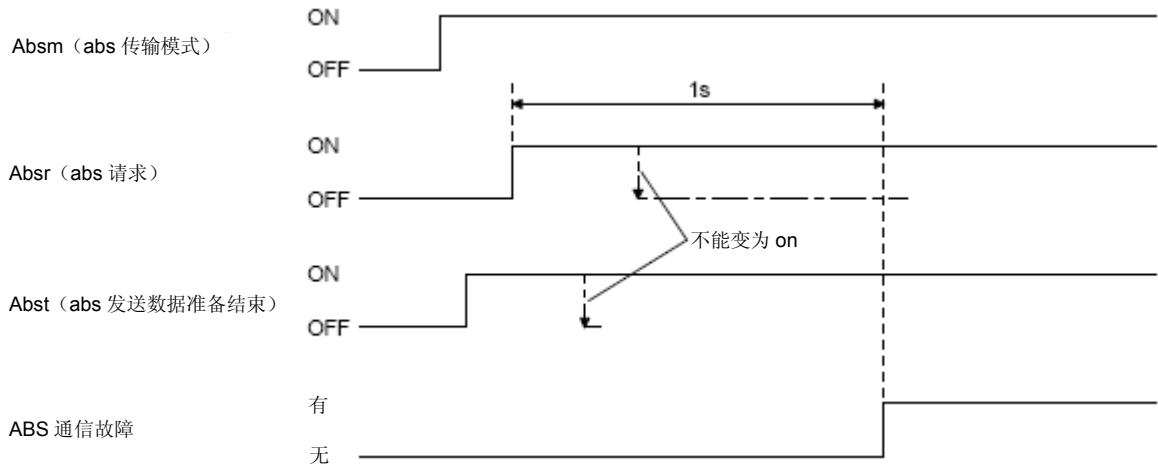 ON
Absm（abs 传输模式）
OFF
1s
ON
Absr（abs 请求）
OFF
不能变为 on
ON
Abst（abs 发送数据准备结束）
OFF
有
ABS 通信故障
无